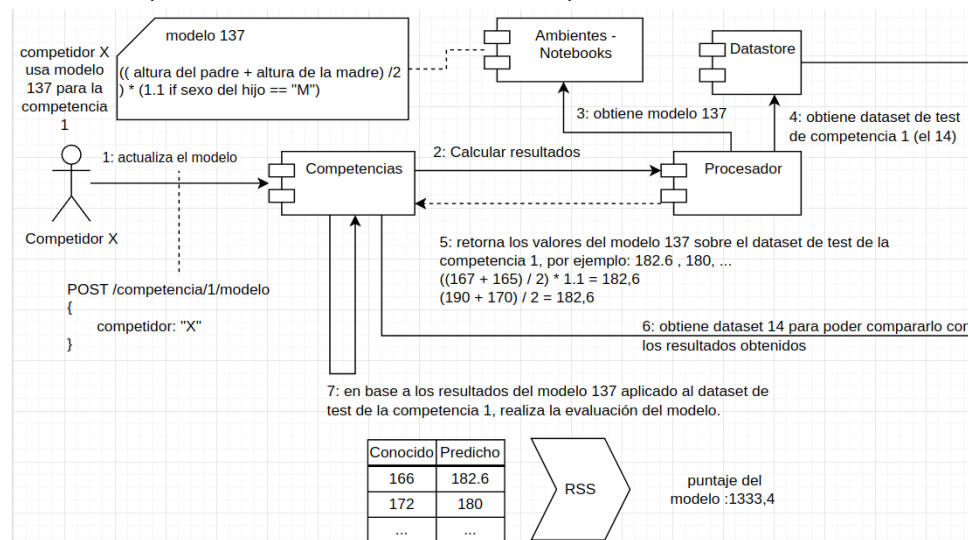 competidor X
usa modelo
137 para la
competencia
1
modelo 137
(( altura del padre + altura de la madre) /2
) * (1.1 if sexo del hijo == "M")
Ambientes -
Notebooks
Datastore
3: obtiene modelo 137
4: obtiene dataset de test
de competencia 1 (el 14)
1: actualiza el modelo
Competencias
2: Calcular resultados
Procesador
Competidor X
5: retorna los valores del modelo 137 sobre el dataset de test de la
competencia 1, por ejemplo: 182.6 , 180, ...
((167 + 165) / 2) * 1.1 = 182,6
(190 + 170) / 2 = 182,6
POST /competencia/1/modelo
{
competidor: "X"
}
6: obtiene dataset 14 para poder compararlo con
los resultados obtenidos
7: en base a los resultados del modelo 137 aplicado al dataset de
test de la competencia 1, realiza la evaluación del modelo.
Conocido Predicho
166 182.6
172 180
... ...
RSS
puntaje del
modelo :1333,4